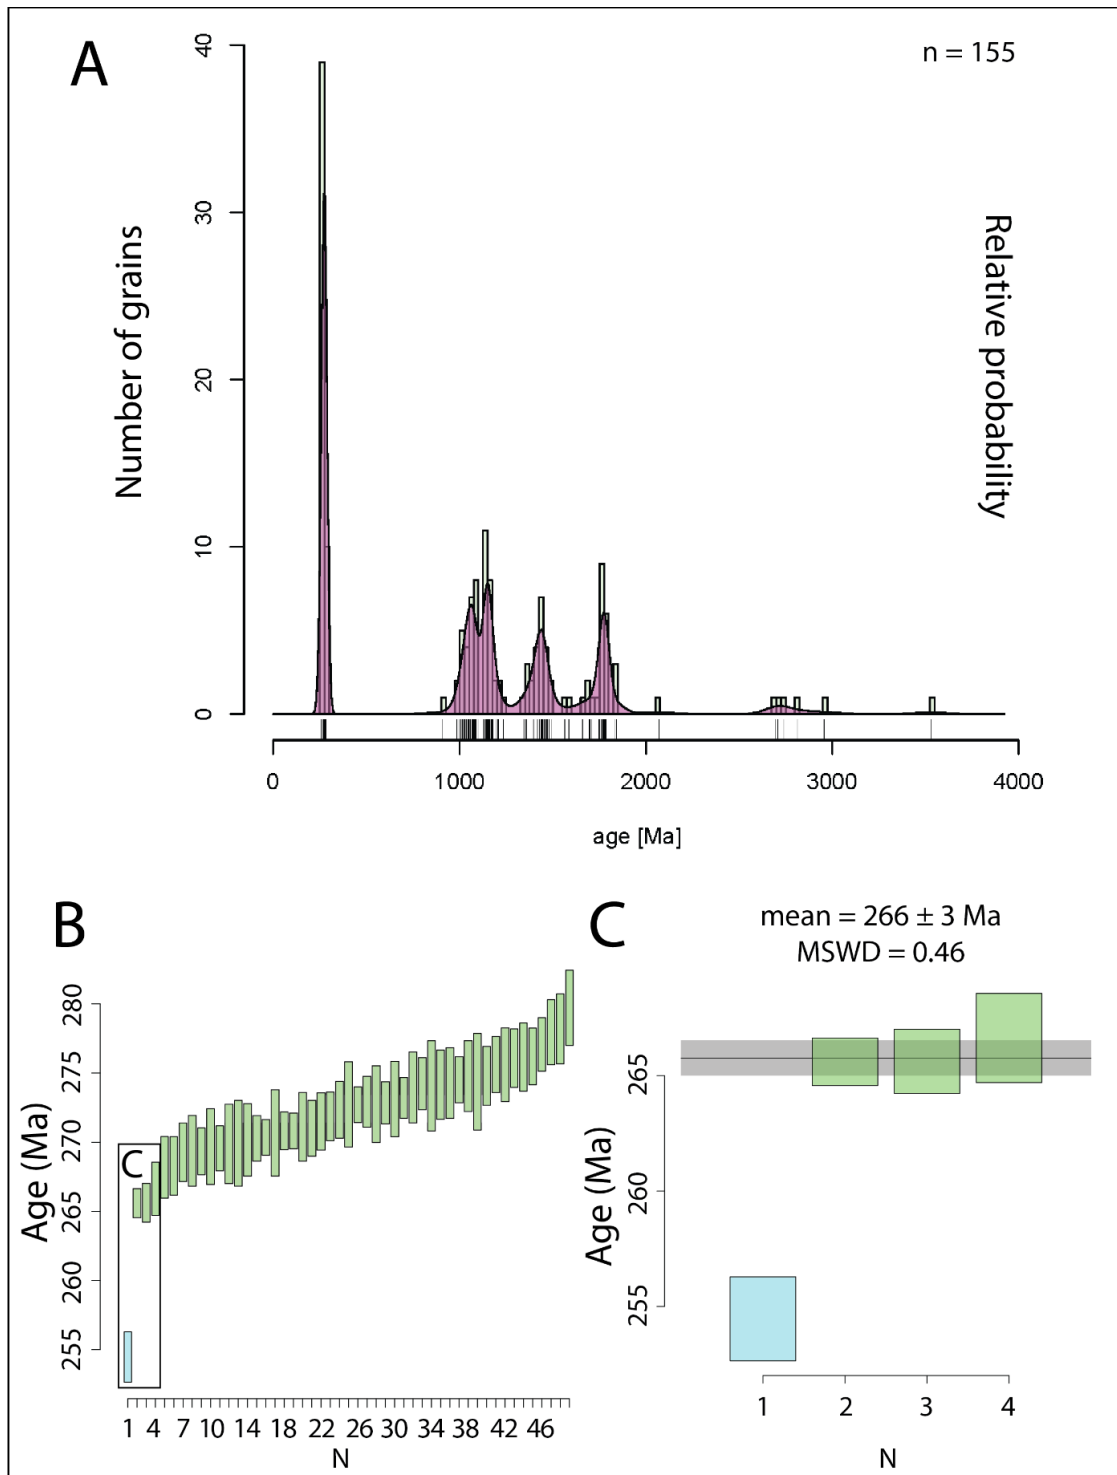 A
n = 155
40
30
20
10
0
Number of grains
Relative probability
0 1000 2000 3000 4000
age [Ma]
B
280
275
270
265
260
255
Age (Ma)
C
1 4 7 10 14 18 22 26 30 34 38 42 46
N
C
mean = 266 ± 3 Ma
MSWD = 0.46
265
260
255
Age (Ma)
1 2 3 4
N